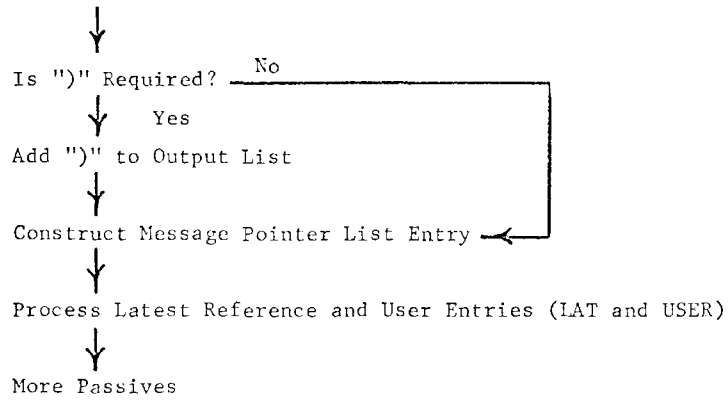 No
Is ")" Required?
Yes
Add ")" to Output List
Construct Message Pointer List Entry
Process Latest Reference and User Entries (LAT and USER)
More Passives